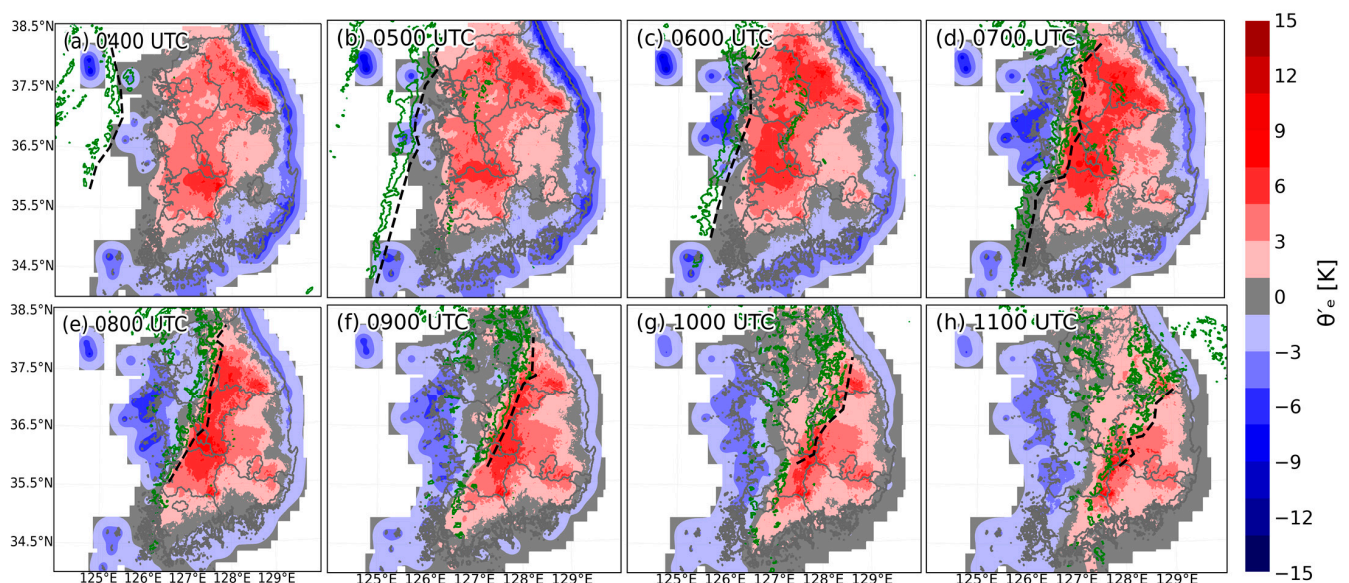 (a) 0400 UTC
(b) 0500 UTC
(c) 0600 UTC
(d) 0700 UTC
38.5°N
37.5°N
36.5°N
35.5°N
34.5°N
(e) 0800 UTC
(f) 0900 UTC
(g) 1000 UTC
(h) 1100 UTC
38.5°N
37.5°N
36.5°N
35.5°N
34.5°N
125°E 126°E 127°E 128°E 129°E
125°E 126°E 127°E 128°E 129°E
125°E 126°E 127°E 128°E 129°E
125°E 126°E 127°E 128°E 129°E
15
12
9
6
3
0
−3
−6
−9
−12
−15
θ′e [K]